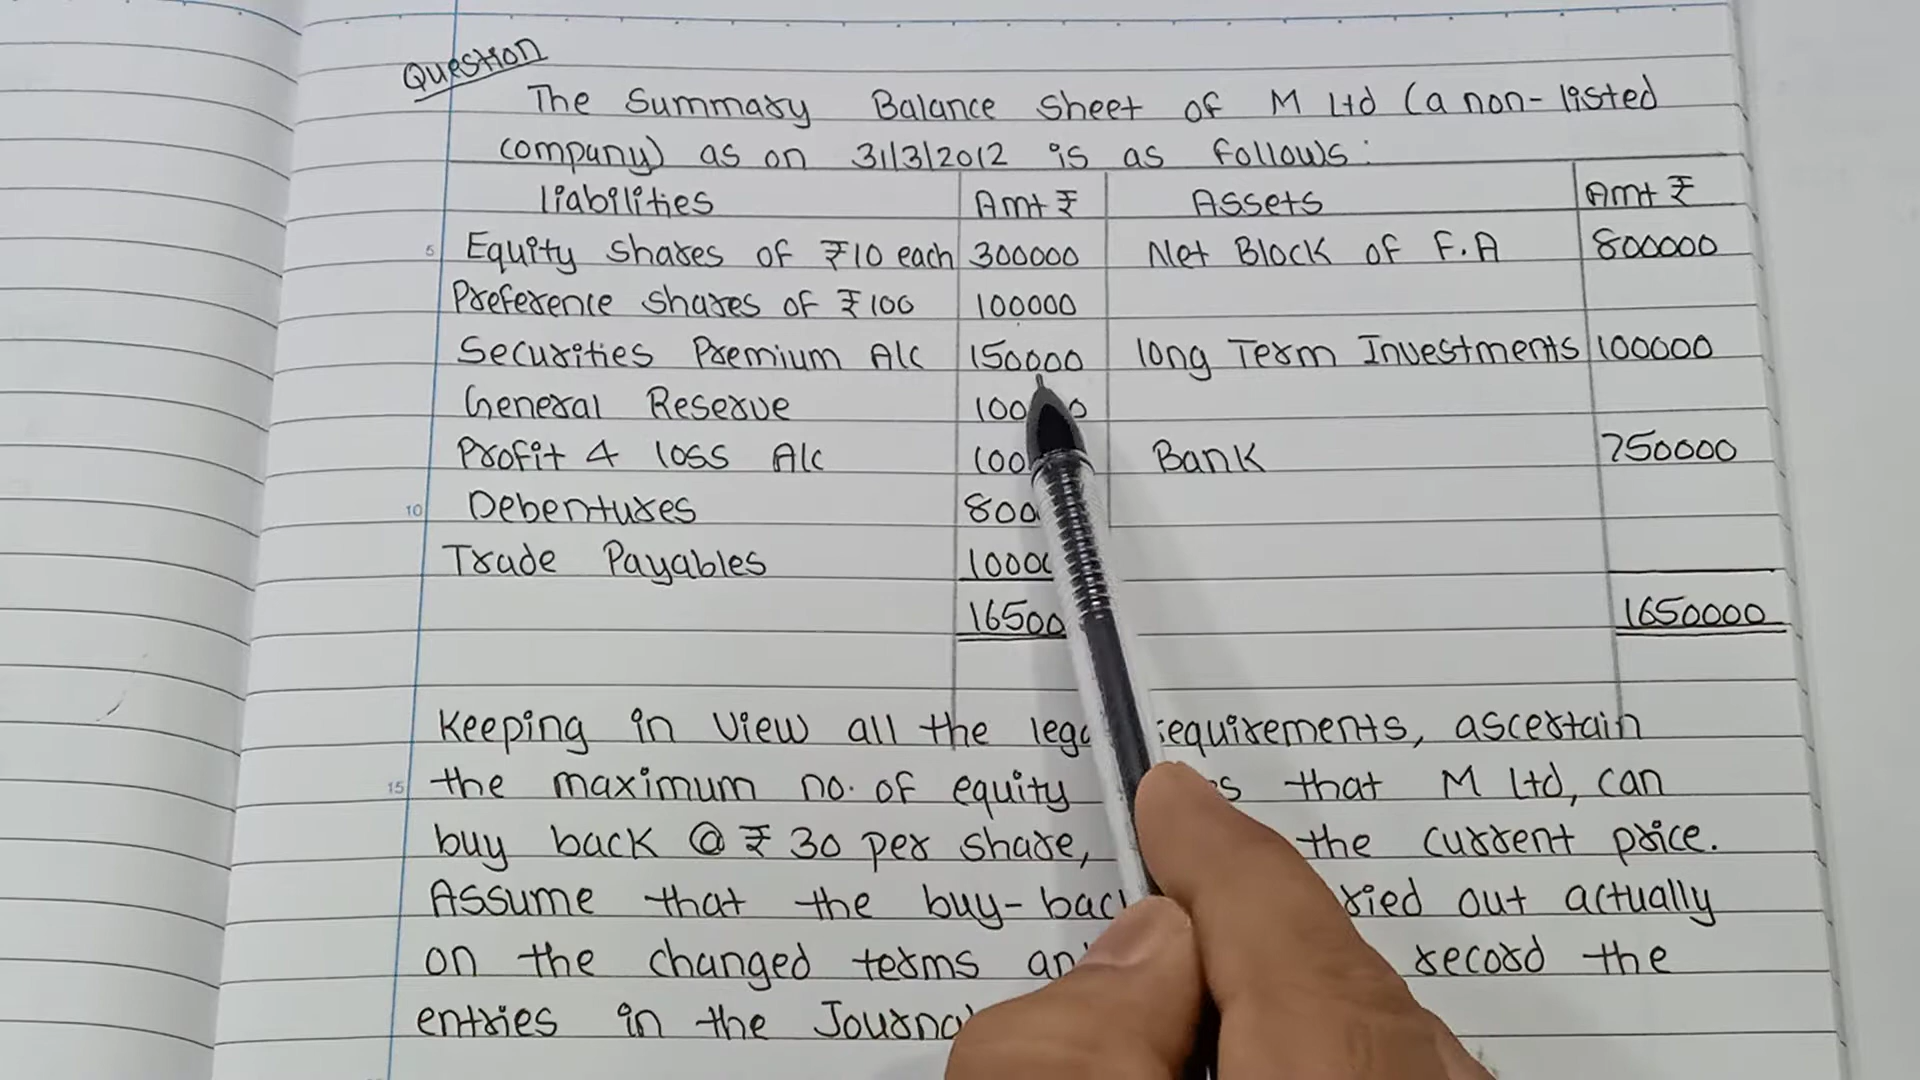 Question
The Summary Balance Sheet of M Ltd (a non-listed
company) as on 31/3/2012 is as follows:
liabilities Amt ₹ Assets Amt ₹
5 Equity shares of ₹10 each 300000 Net Block of F.A 800000
Preference shares of ₹100 100000
Securities Premium A/c 150000 long Term Investments 100000
General Reserve
Profit & loss A/c Bank 750000
10 Debentures
Trade Payables
1650000
Keeping in view all the requirements, ascertain
15 the maximum no. of equity that M Ltd, can
buy back @ ₹ 30 per share, the current price.
Assume that the buy-back out actually
on the changed terms record the
entries in the